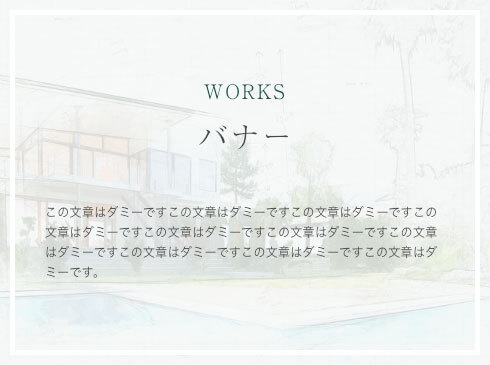 WORKS
バナー
この文章はダミーですこの文章はダミーですこの文章はダミーですこの
文章はダミーですこの文章はダミーですこの文章はダミーですこの文章
はダミーですこの文章はダミーですこの文章はダミーですこの文章はダ
ミーです。